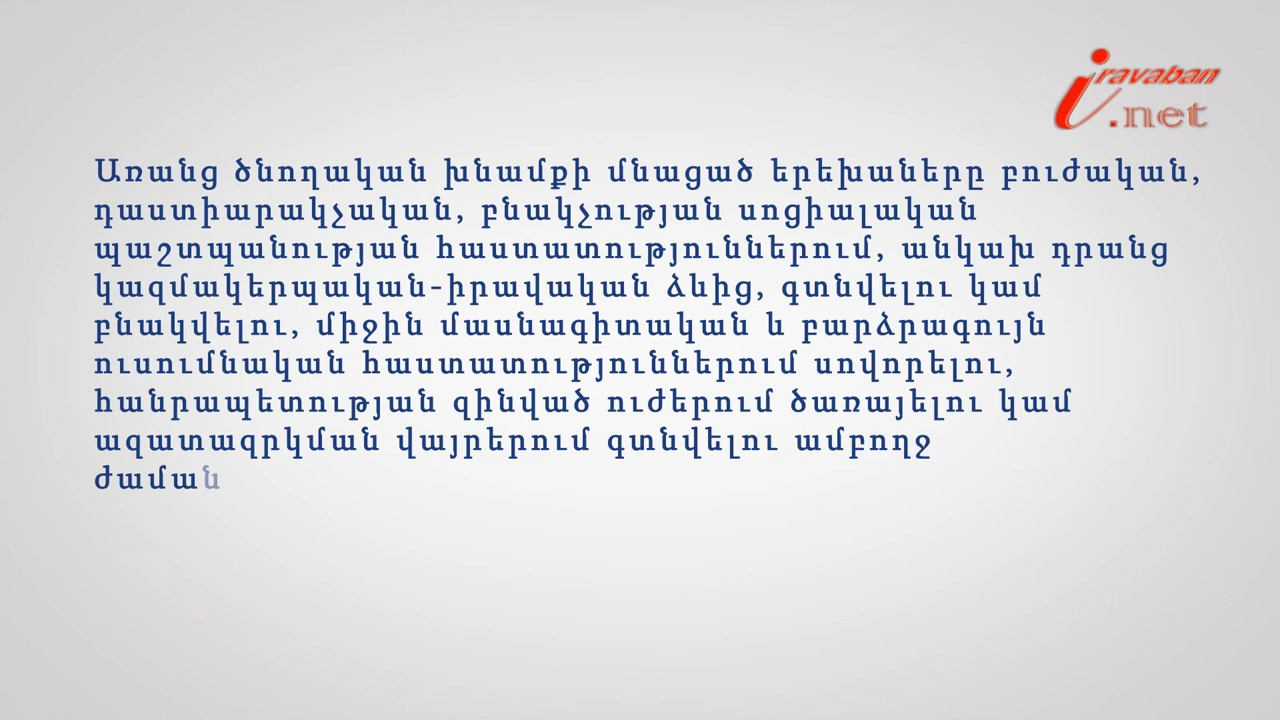 iravaban
.net
Առանց ծնողական խնամքի մնացած երեխաները բուժական,
դաստիարակչական, բնակչության սոցիալական
պաշտպանության հաստատություններում, անկախ դրանց
կազմակերպական-իրավական ձևից, գտնվելու կամ
բնակվելու, միջին մասնագիտական և բարձրագույն
ուսումնական հաստատություններում սովորելու,
հանրապետության զինված ուժերում ծառայելու կամ
ազատազրկման վայրերում գտնվելու ամբողջ
ժաման